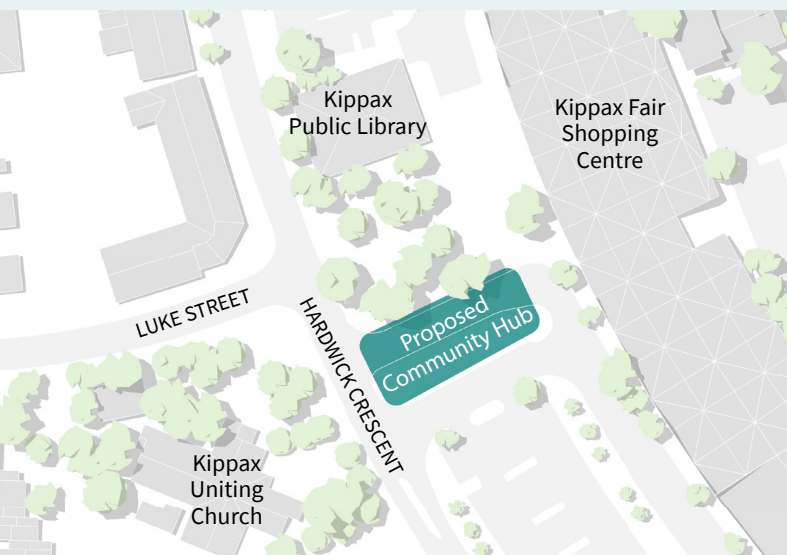 Kippax
Public Library
Kippax Fair
Shopping
Centre
LUKE STREET
HARDWICK CRESCENT
Proposed
Community Hub
Kippax
Uniting
Church